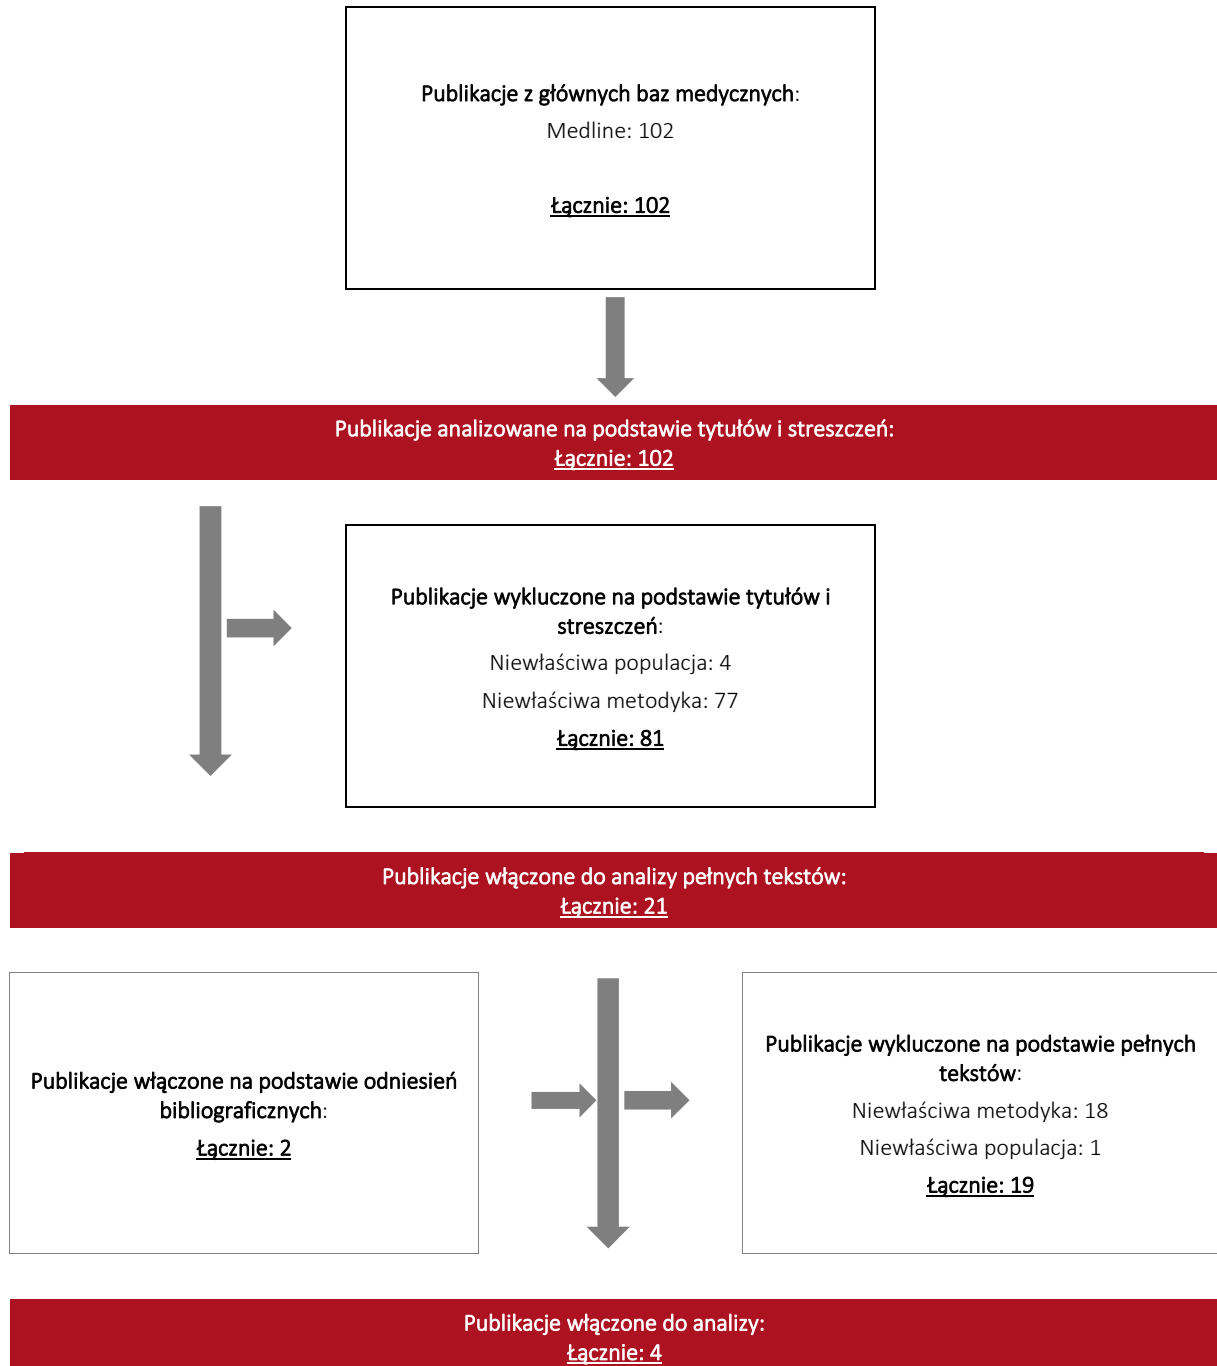 Publikacje z głównych baz medycznych:
Medline: 102
Łącznie: 102
Publikacje analizowane na podstawie tytułów i streszczeń:
Łącznie: 102
Publikacje wykluczone na podstawie tytułów i
streszczeń:
Niewłaściwa populacja: 4
Niewłaściwa metodyka: 77
Łącznie: 81
Publikacje włączone do analizy pełnych tekstów:
Łącznie: 21
Publikacje włączone na podstawie odniesień
bibliograficznych:
Łącznie: 2
Publikacje wykluczone na podstawie pełnych
tekstów:
Niewłaściwa metodyka: 18
Niewłaściwa populacja: 1
Łącznie: 19
Publikacje włączone do analizy:
Łącznie: 4